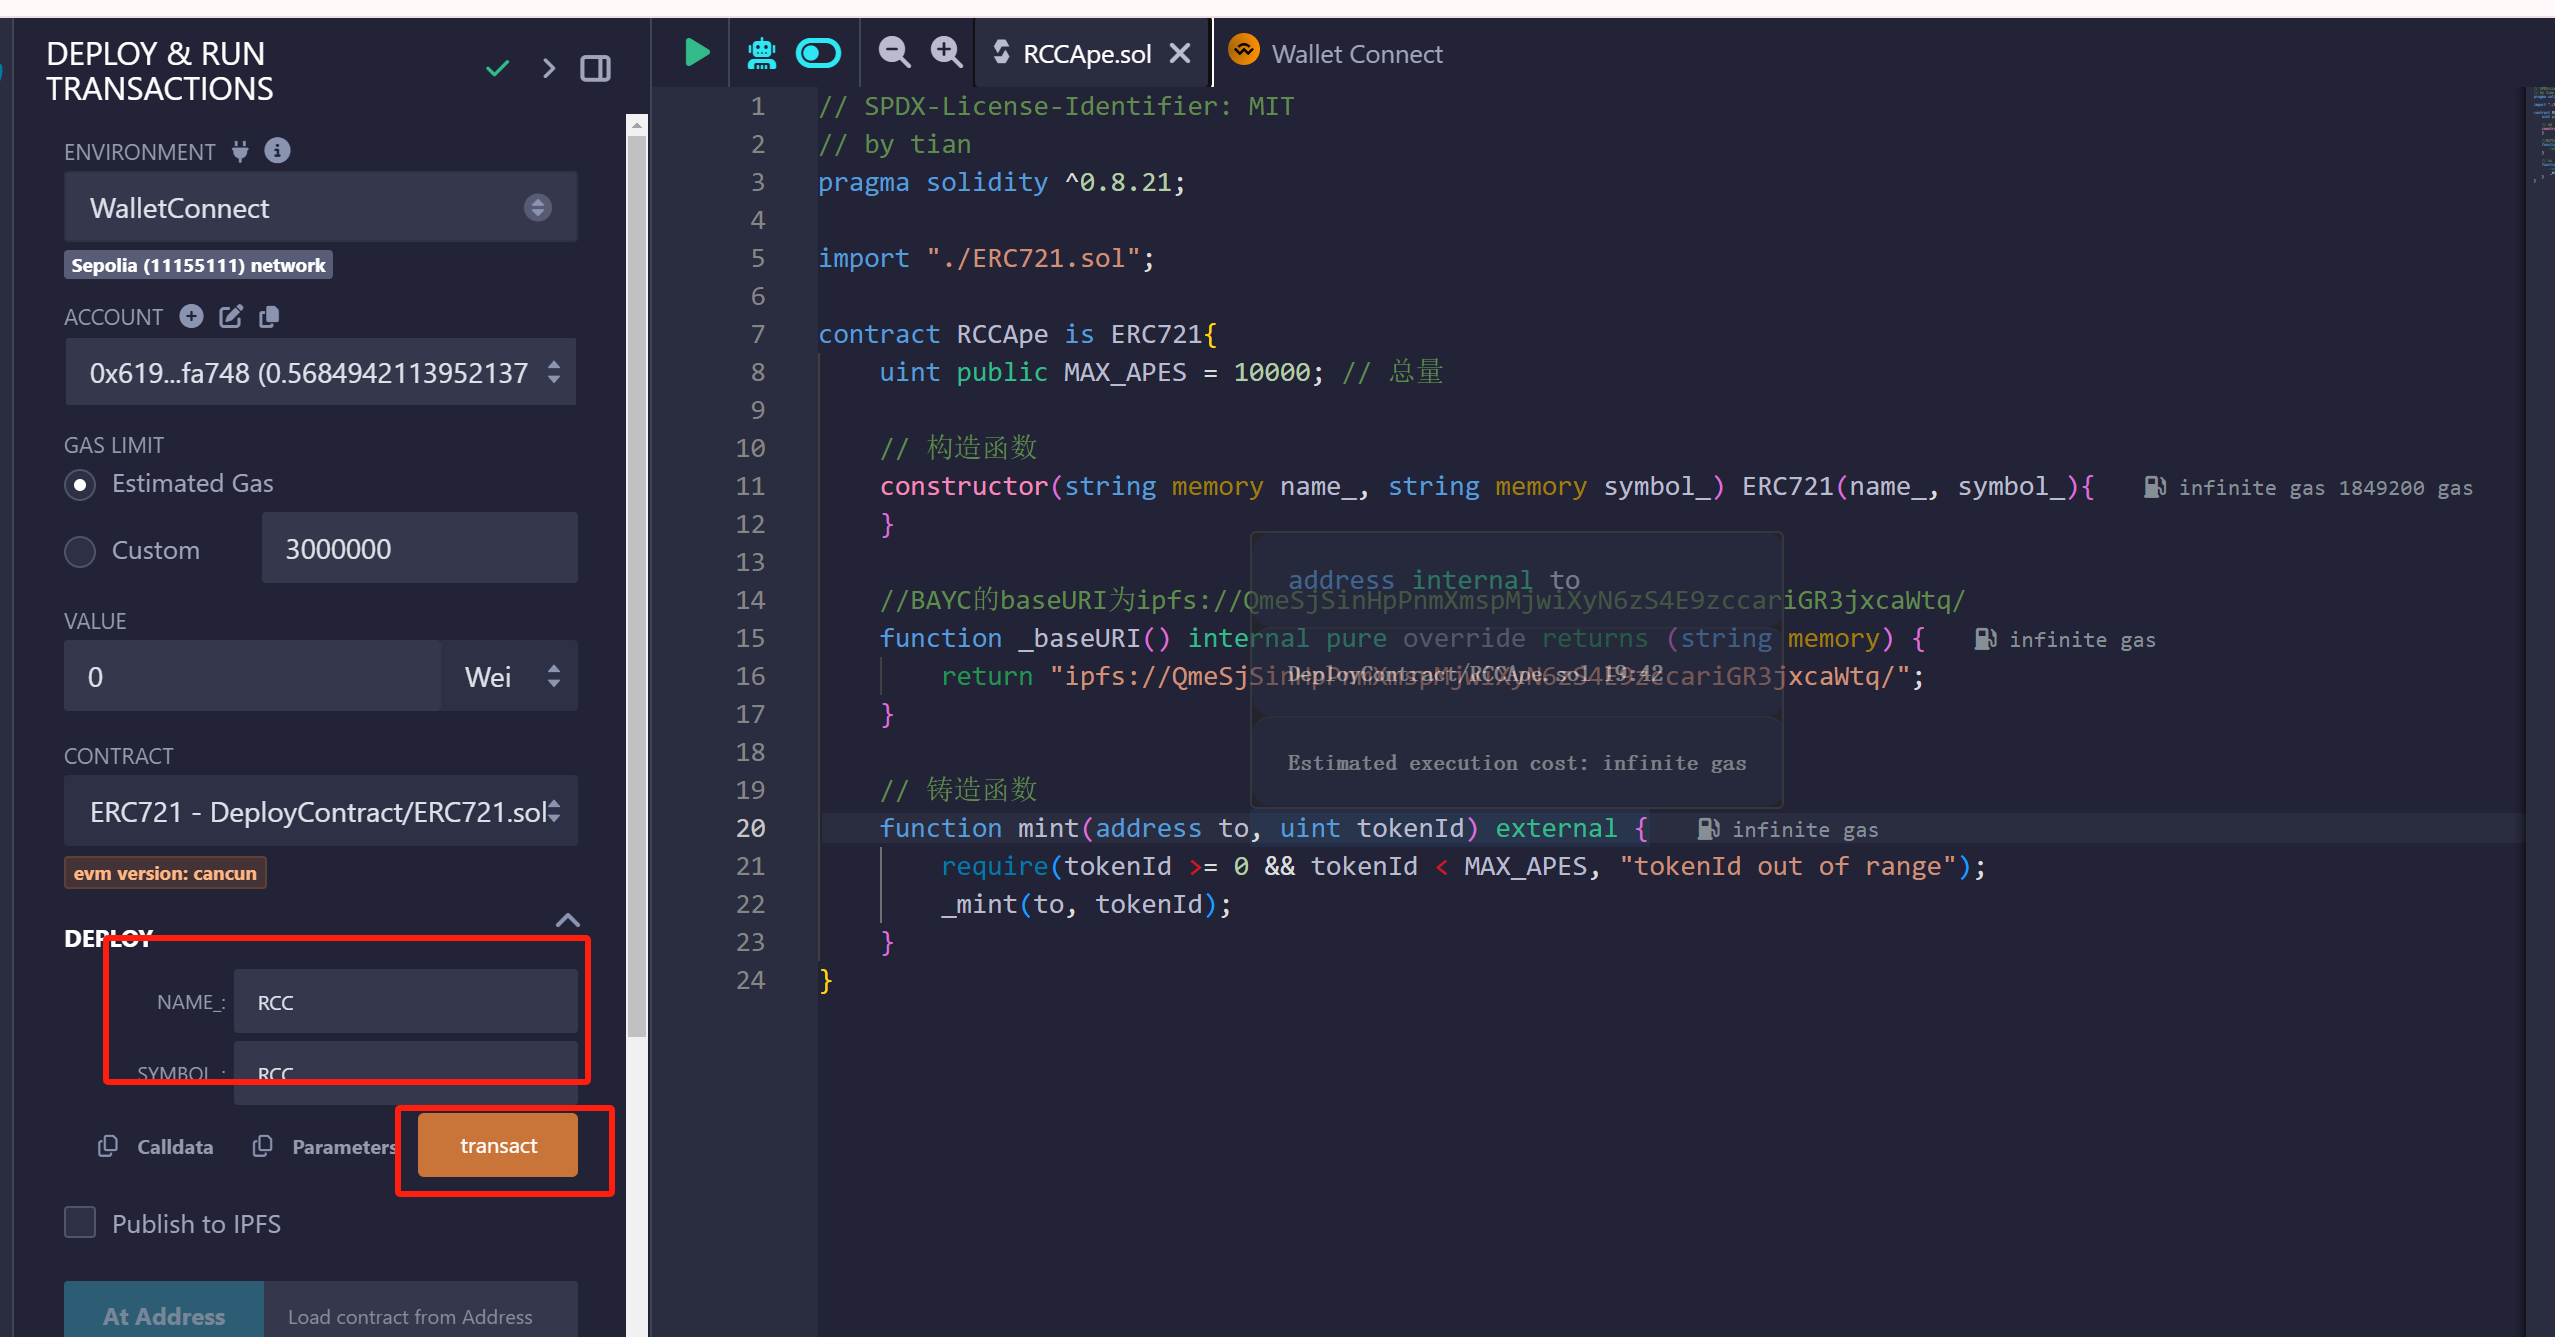 DEPLOY & RUN
TRANSACTIONS
ENVIRONMENT
WalletConnect
Sepolia (11155111) network
ACCOUNT
0x619...fa748 (0.5684942113952137
GAS LIMIT
Estimated Gas
Custom
3000000
VALUE
0
Wei
CONTRACT
ERC721 - DeployContract/ERC721.sol
evm version: cancun
DEPLOY
NAME_: RCC
SYMBOL_: RCC
Calldata
Parameters
transact
Publish to IPFS
At Address
Load contract from Address
RCCApe.sol
Wallet Connect
1 // SPDX-License-Identifier: MIT
2 // by tian
3 pragma solidity ^0.8.21;
4
5 import "./ERC721.sol";
6
7 contract RCCApe is ERC721{
8 uint public MAX_APES = 10000; // 总量
9
10 // 构造函数
11 constructor(string memory name_, string memory symbol_) ERC721(name_, symbol_){ infinite gas 1849200 gas
12 }
13
14 //BAYC的baseURI为ipfs://QmeSjSinHpPnmXmspMjwiXyN6zS4E9zccariGR3jxcaWtq/
15 function _baseURI() internal pure override returns (string memory) { infinite gas
16 return "ipfs://QmeSjSinHpPnmXmspMjwiXyN6zS4E9zccariGR3jxcaWtq/";
17 }
18
19 // 铸造函数
20 function mint(address to, uint tokenId) external { infinite gas
21 require(tokenId >= 0 && tokenId < MAX_APES, "tokenId out of range");
22 _mint(to, tokenId);
23 }
24 }
address internal to
DeployContract/RCCApe.sol 19:42
Estimated execution cost: infinite gas